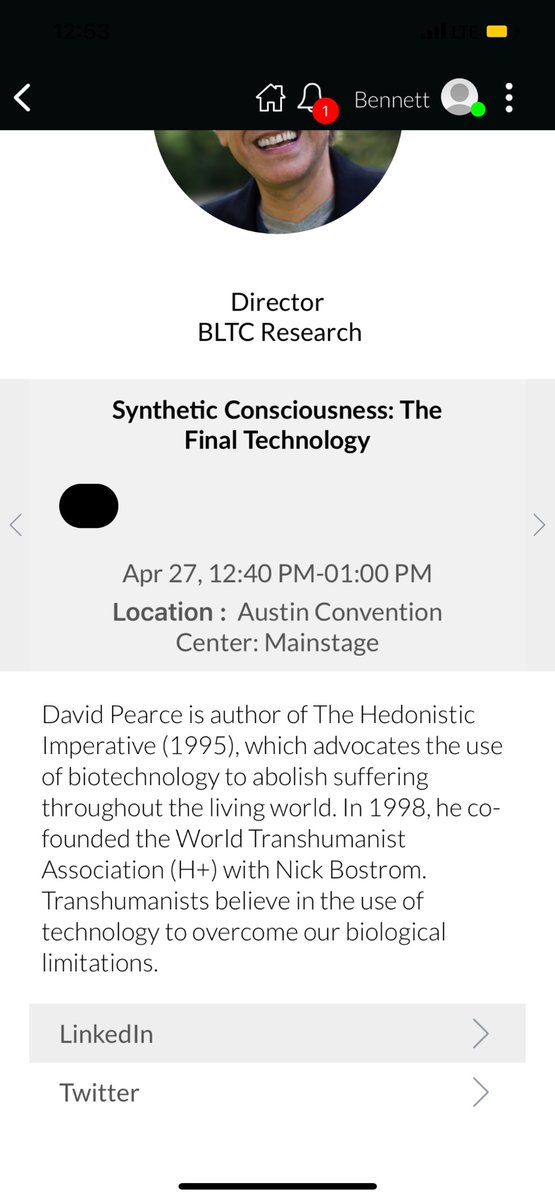 12:53
LTE
1
Bennett
Director
BLTC Research
Synthetic Consciousness: The
Final Technology
Apr 27, 12:40 PM-01:00 PM
Location : Austin Convention
Center: Mainstage
David Pearce is author of The Hedonistic
Imperative (1995), which advocates the use
of biotechnology to abolish suffering
throughout the living world. In 1998, he co-
founded the World Transhumanist
Association (H+) with Nick Bostrom.
Transhumanists believe in the use of
technology to overcome our biological
limitations.
LinkedIn
Twitter